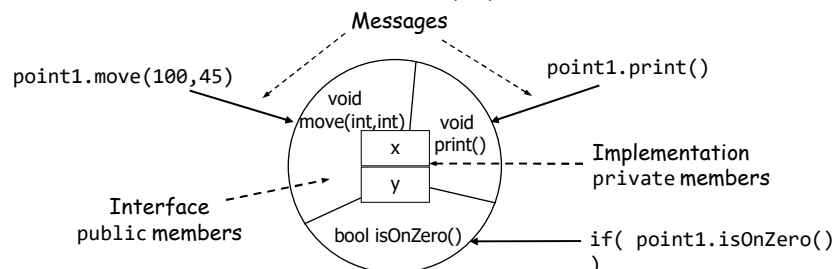 Messages
point1.move(100,45)
point1.print()
void
move(int,int)
void
print()
x
y
Implementation
private members
Interface
public members
bool isOnZero()
if( point1.isOnZero()
)